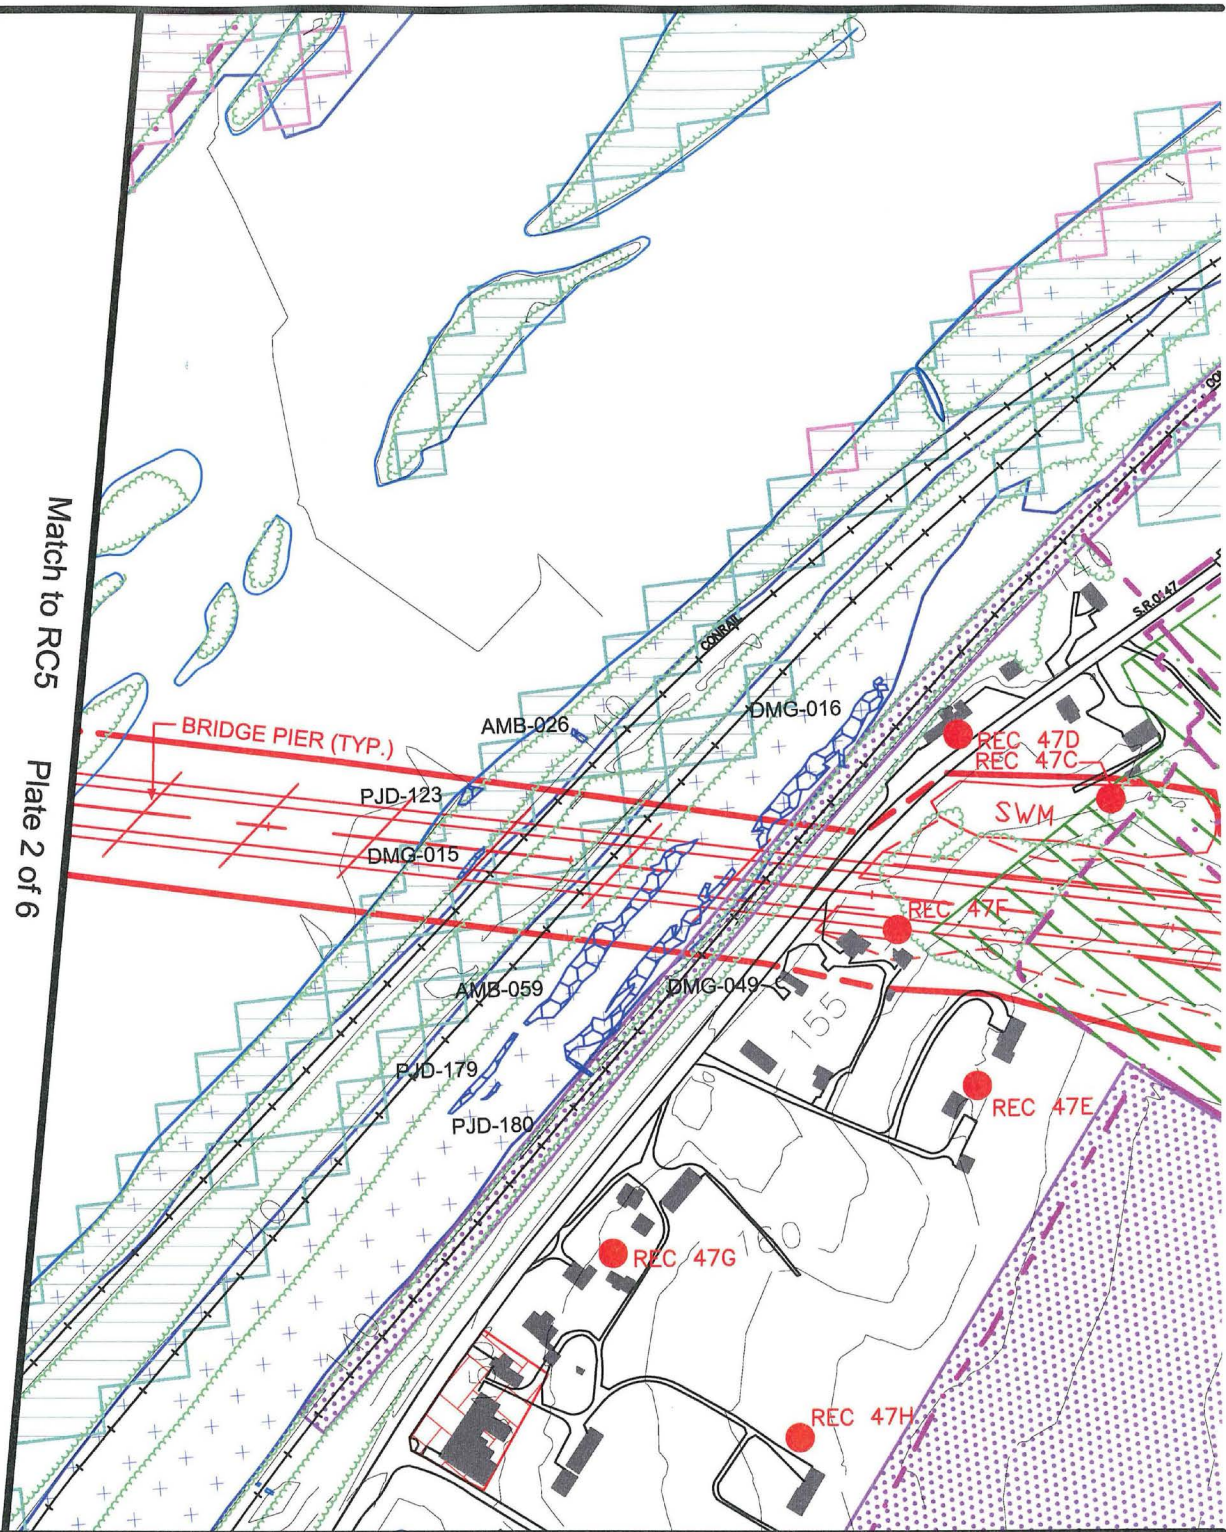 CONRAIL
DMG-016
AMB-026
S.R.0147
BRIDGE PIER (TYP.)
PJD-123
DMG-015
REC 47D
REC 47C
SWM
REC 47F
AMB-059
DMG-049
155
PJD-179
REC 47E
PJD-180
160
REC 47G
REC 47H
Match to RC5 Plate 2 of 6